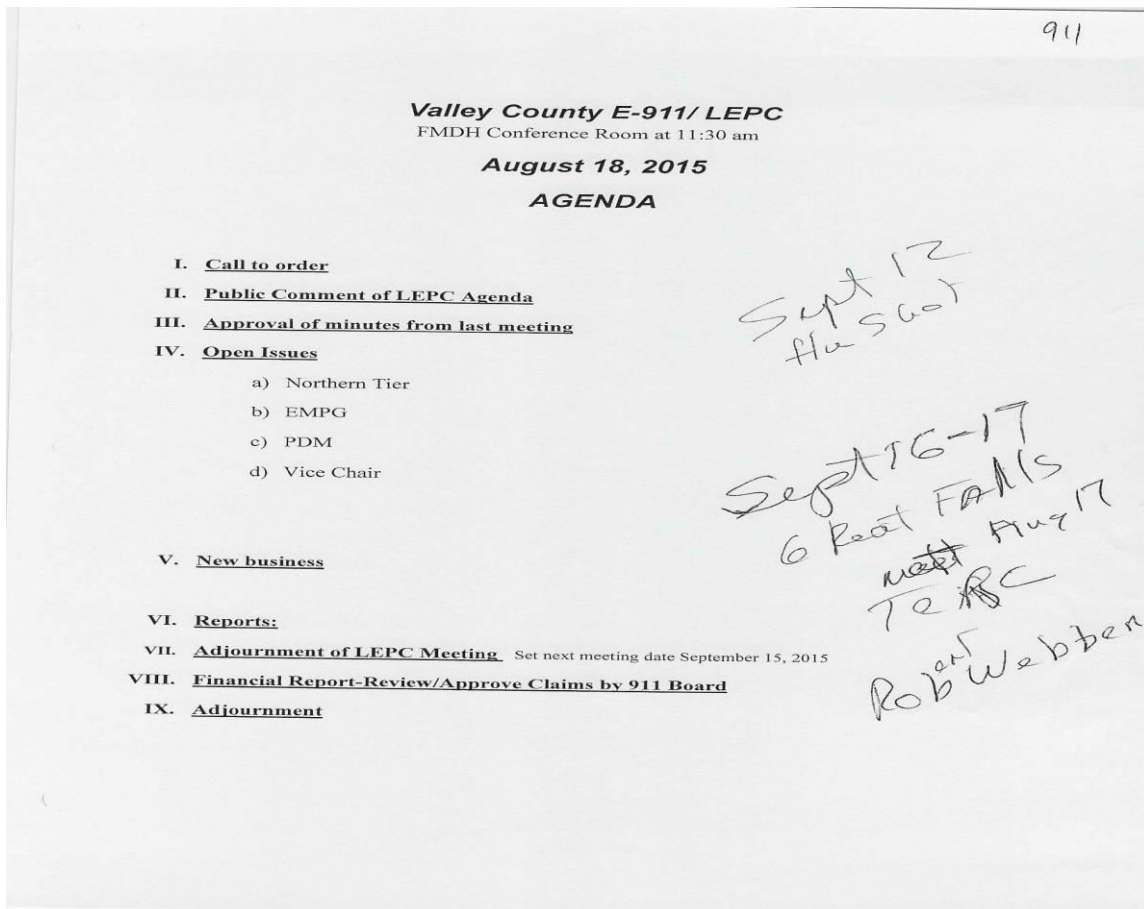 911
Valley County E-911/ LEPC
FMDH Conference Room at 11:30 am
August 18, 2015
AGENDA
I. Call to order
II. Public Comment of LEPC Agenda
III. Approval of minutes from last meeting
IV. Open Issues
a) Northern Tier
b) EMPG
c) PDM
d) Vice Chair
V. New business
VI. Reports:
VII. Adjournment of LEPC Meeting Set next meeting date September 15, 2015
VIII. Financial Report-Review/Approve Claims by 911 Board
IX. Adjournment
Sept 12
flu Shot
Sept 16-17
Great FAlls
Aug 17
Robert Webber